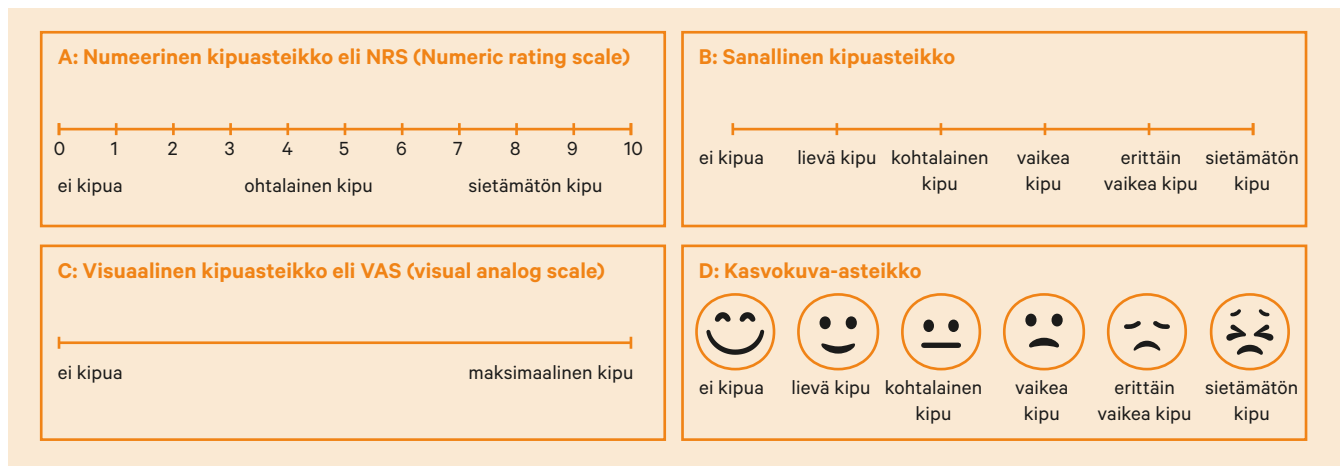 A: Numeerinen kipuasteikko eli NRS (Numeric rating scale)
0 1 2 3 4 5 6 7 8 9 10
ei kipua ohtalainen kipu sietämätön kipu
B: Sanallinen kipuasteikko
ei kipua lievä kipu kohtalainen vaikea erittäin sietämätön
kipu kipu vaikea kipu kipu
C: Visuaalinen kipuasteikko eli VAS (visual analog scale)
ei kipua maksimaalinen kipu
D: Kasvokuva-asteikko
ei kipua lievä kipu kohtalainen vaikea erittäin sietämätön
kipu kipu vaikea kipu kipu